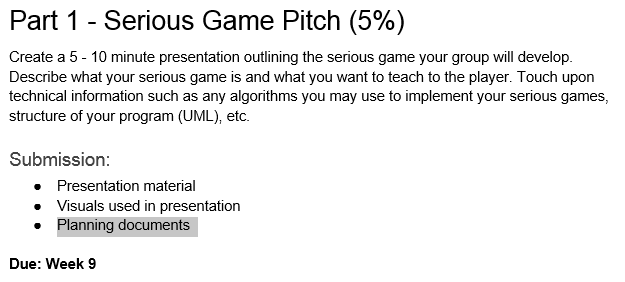 Part 1 - Serious Game Pitch (5%)
Create a 5 - 10 minute presentation outlining the serious game your group will develop.
Describe what your serious game is and what you want to teach to the player. Touch upon
technical information such as any algorithms you may use to implement your serious games,
structure of your program (UML), etc.
Submission:
● Presentation material
● Visuals used in presentation
● Planning documents
Due: Week 9